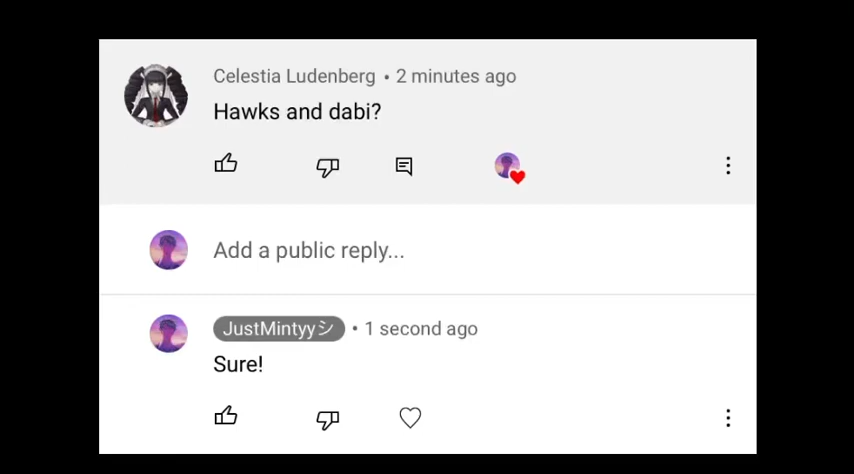 Celestia Ludenberg • 2 minutes ago
Hawks and dabi?
Add a public reply...
JustMintyyシ • 1 second ago
Sure!